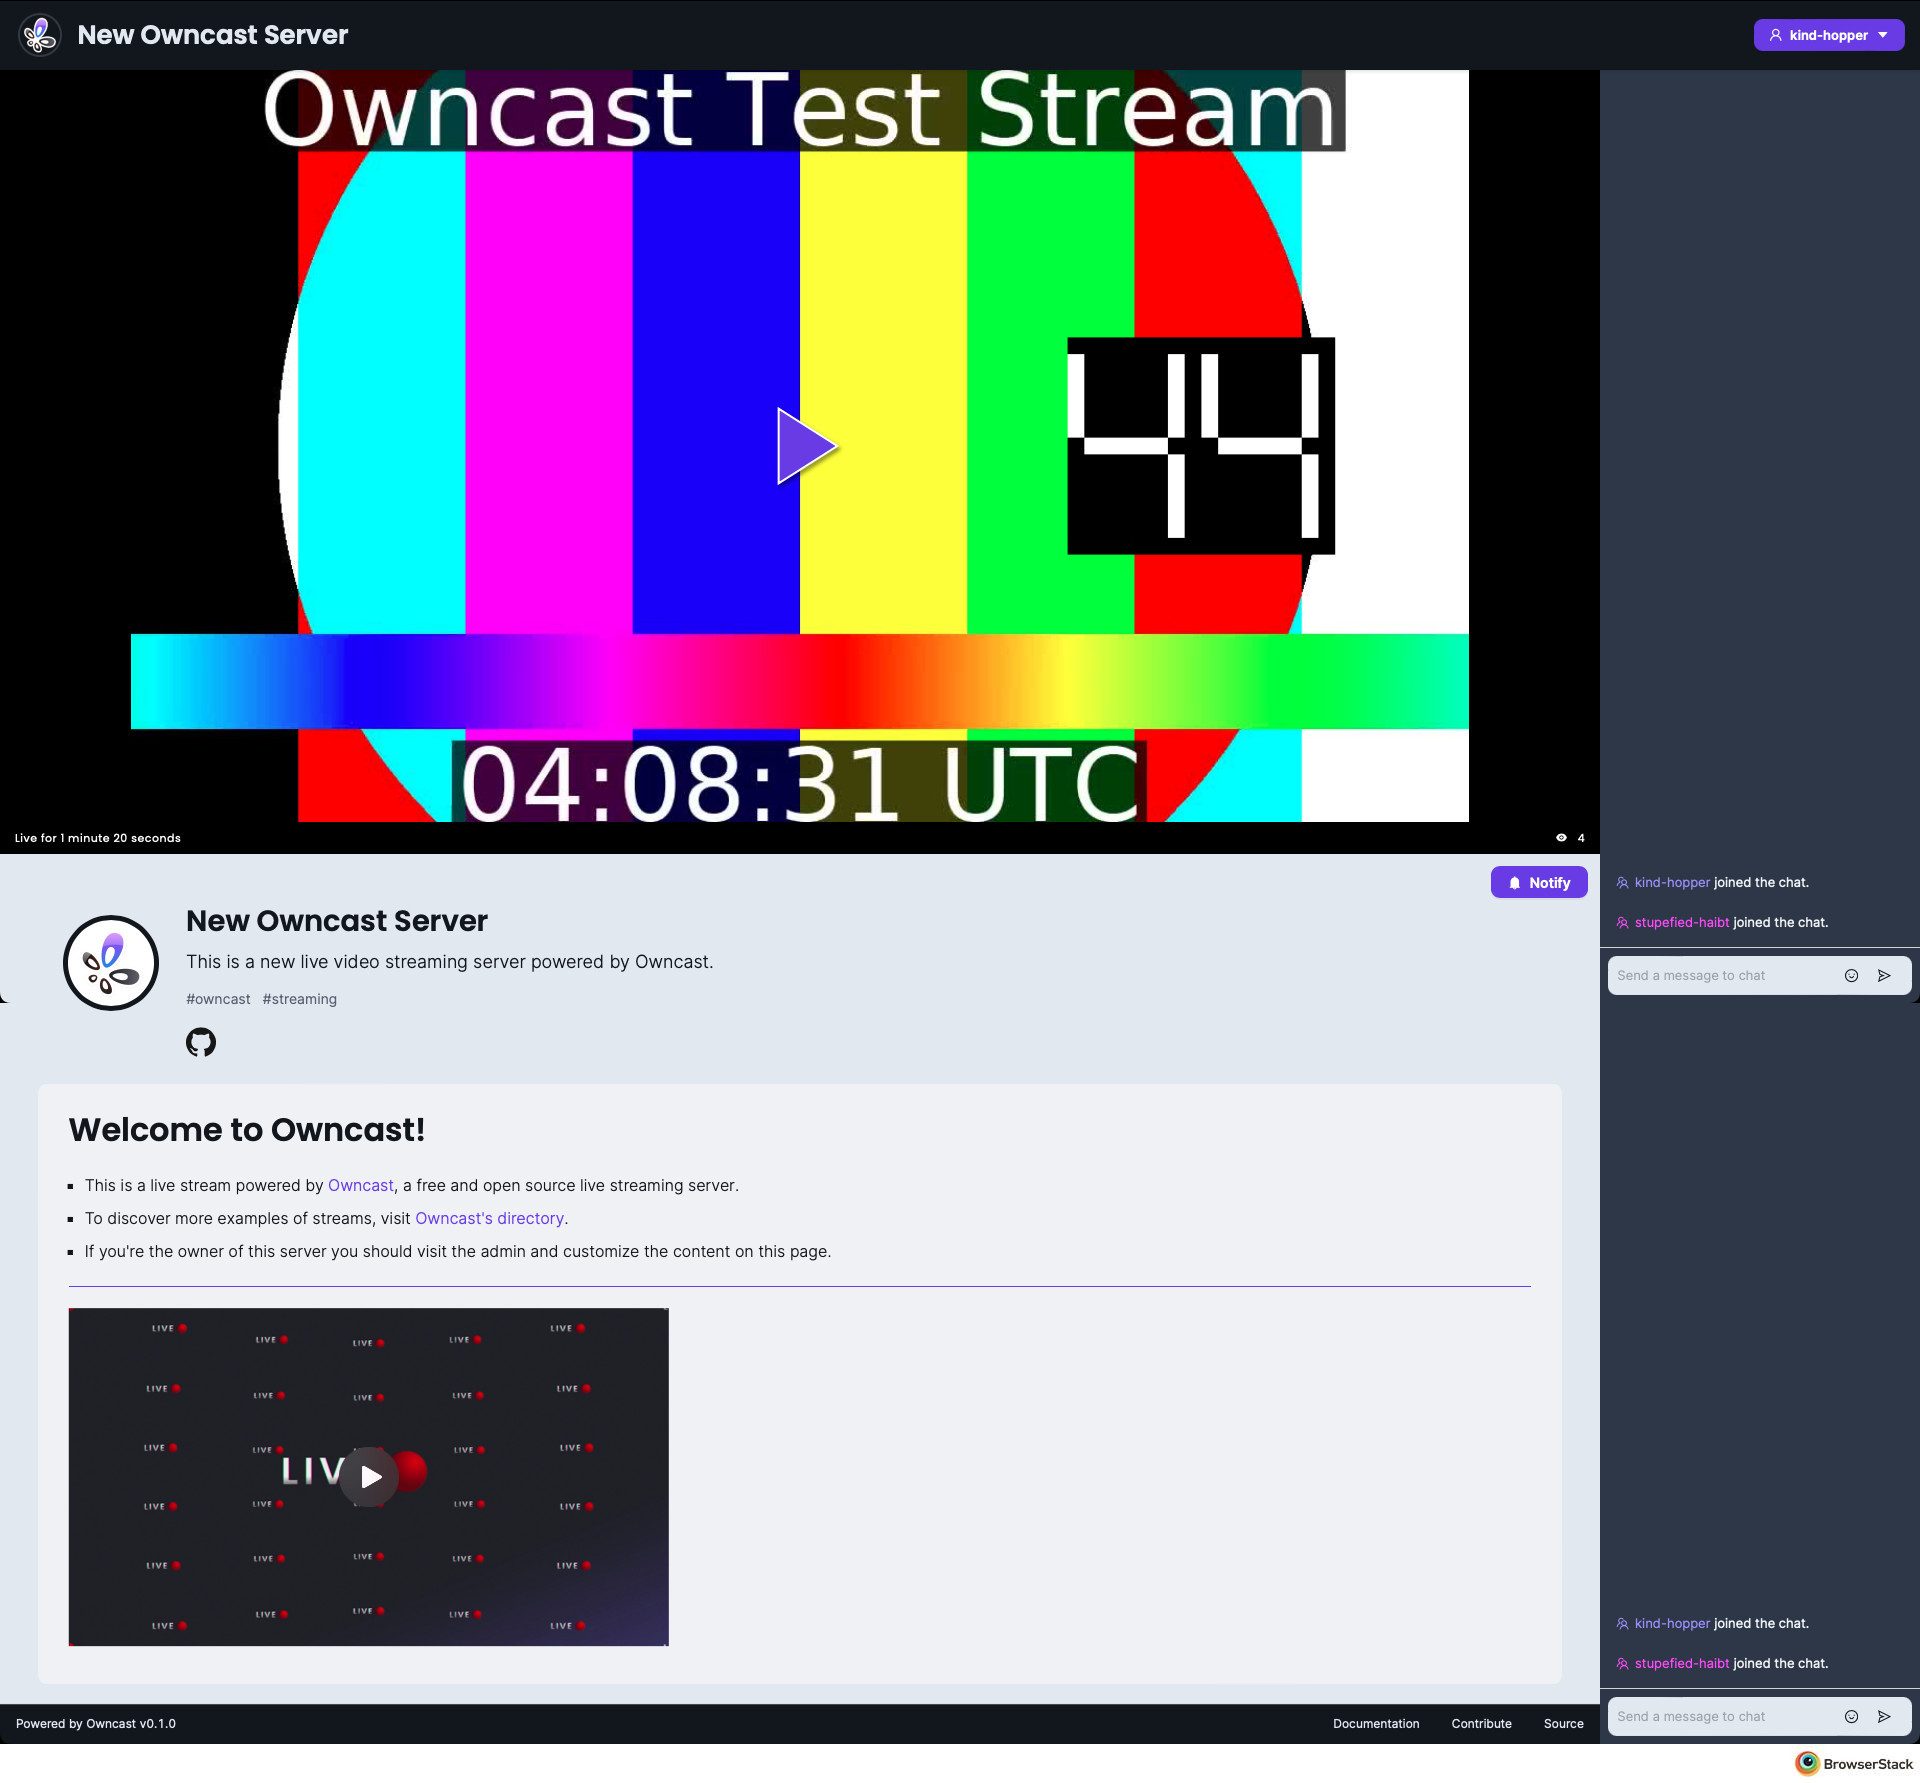 New Owncast Server
kind-hopper
Owncast Test Stream
44
04:08:31 UTC
Live for 1 minute 20 seconds
4
Notify
kind-hopper joined the chat.
stupefied-haibt joined the chat.
Send a message to chat
New Owncast Server
This is a new live video streaming server powered by Owncast.
#owncast #streaming
Welcome to Owncast!
This is a live stream powered by Owncast, a free and open source live streaming server.
To discover more examples of streams, visit Owncast's directory.
If you're the owner of this server you should visit the admin and customize the content on this page.
LIVE LIVE LIVE LIVE LIVE
LIVE LIVE LIVE LIVE LIVE
LIVE LIVE LIVE LIVE
LIV
LIVE LIVE LIVE LIVE
LIVE LIVE LIVE LIVE LIVE
LIVE LIVE LIVE LIVE LIVE
kind-hopper joined the chat.
stupefied-haibt joined the chat.
Send a message to chat
Powered by Owncast v0.1.0
Documentation Contribute Source
BrowserStack